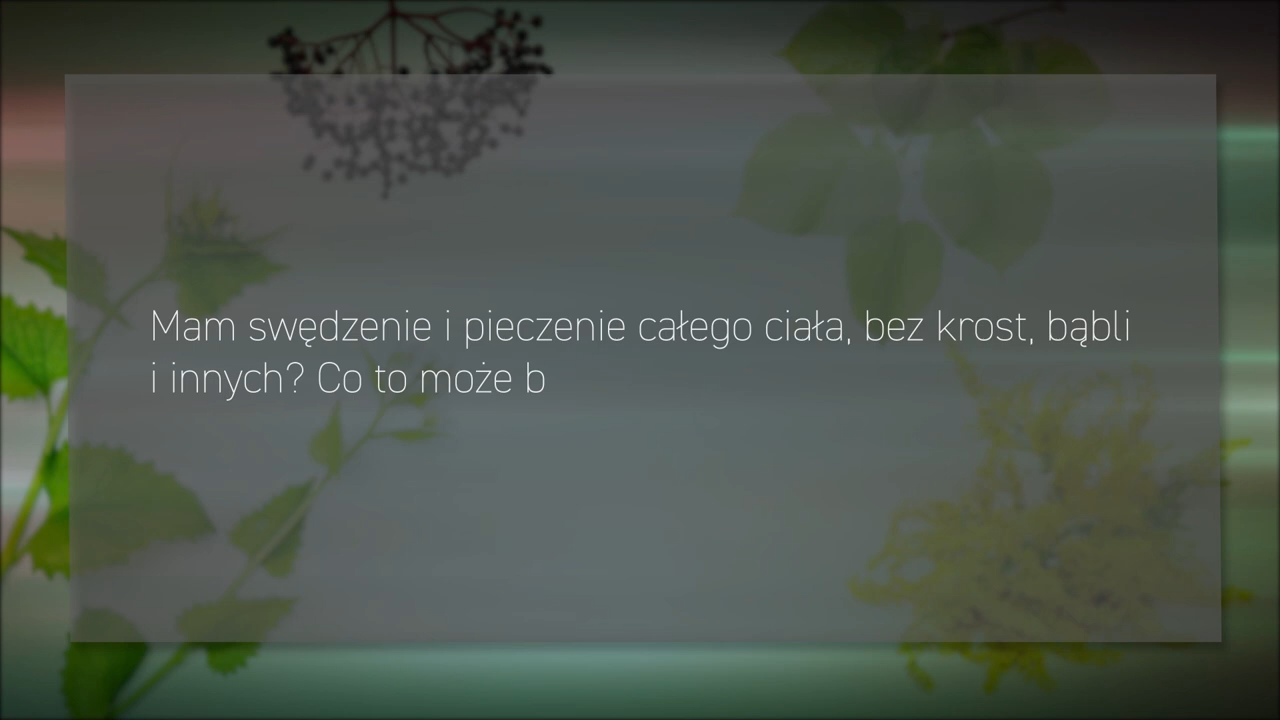 Mam swędzenie i pieczenie całego ciała, bez krost, bąbli
i innych? Co to może b